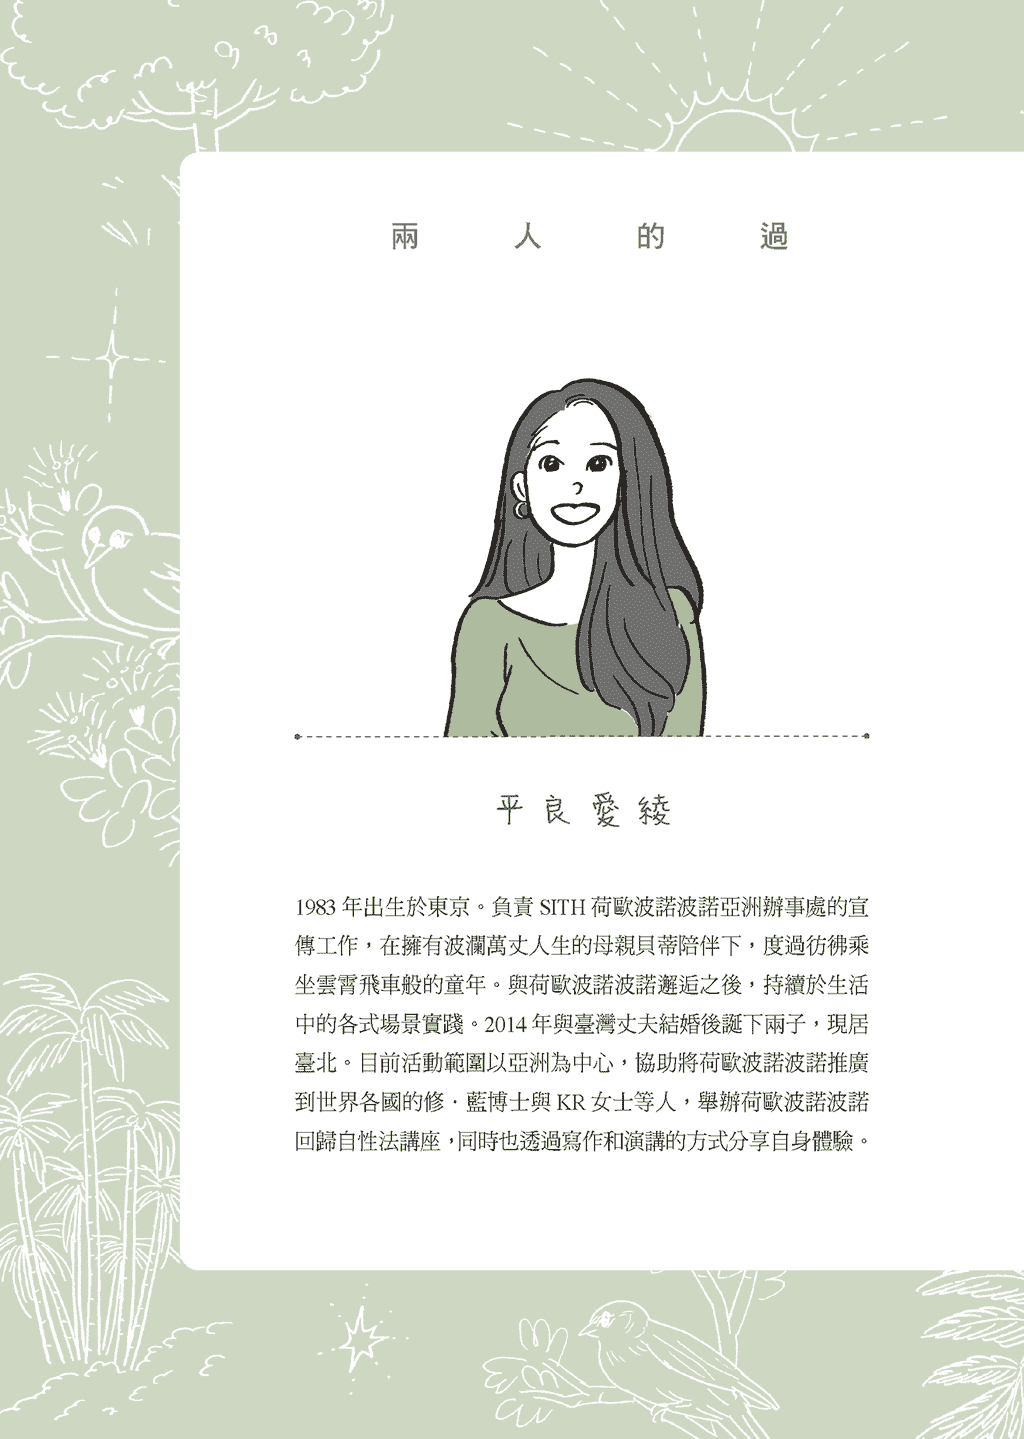 兩人的過
平良愛綾
1983 年出生於東京。負責 SITH 荷歐波諾波諾亞洲辦事處的宣
傳工作，在擁有波瀾萬丈人生的母親貝蒂陪伴下，度過彷彿乘
坐雲霄飛車般的童年。與荷歐波諾波諾邂逅之後，持續於生活
中的各式場景實踐。2014 年與臺灣丈夫結婚後誕下兩子，現居
臺北。目前活動範圍以亞洲為中心，協助將荷歐波諾波諾推廣
到世界各國的修．藍博士與 KR 女士等人，舉辦荷歐波諾波諾
回歸自性法講座，同時也透過寫作和演講的方式分享自身體驗。